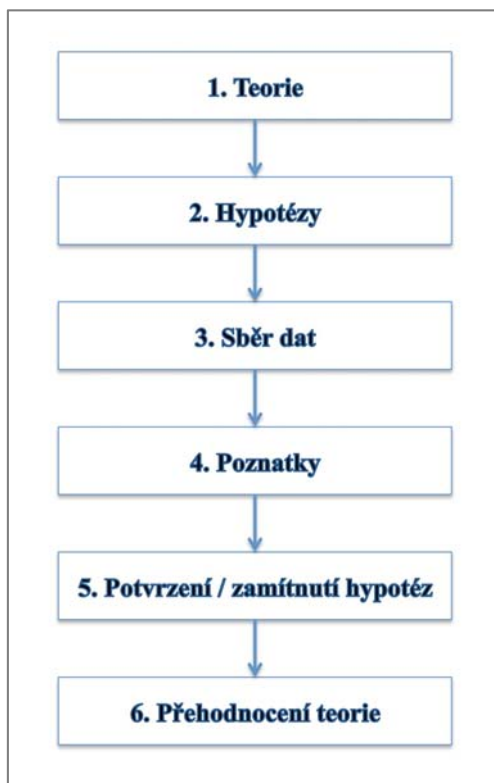 1. Teorie
2. Hypotézy
3. Sběr dat
4. Poznatky
5. Potvrzení / zamítnutí hypotéz
6. Přehodnocení teorie